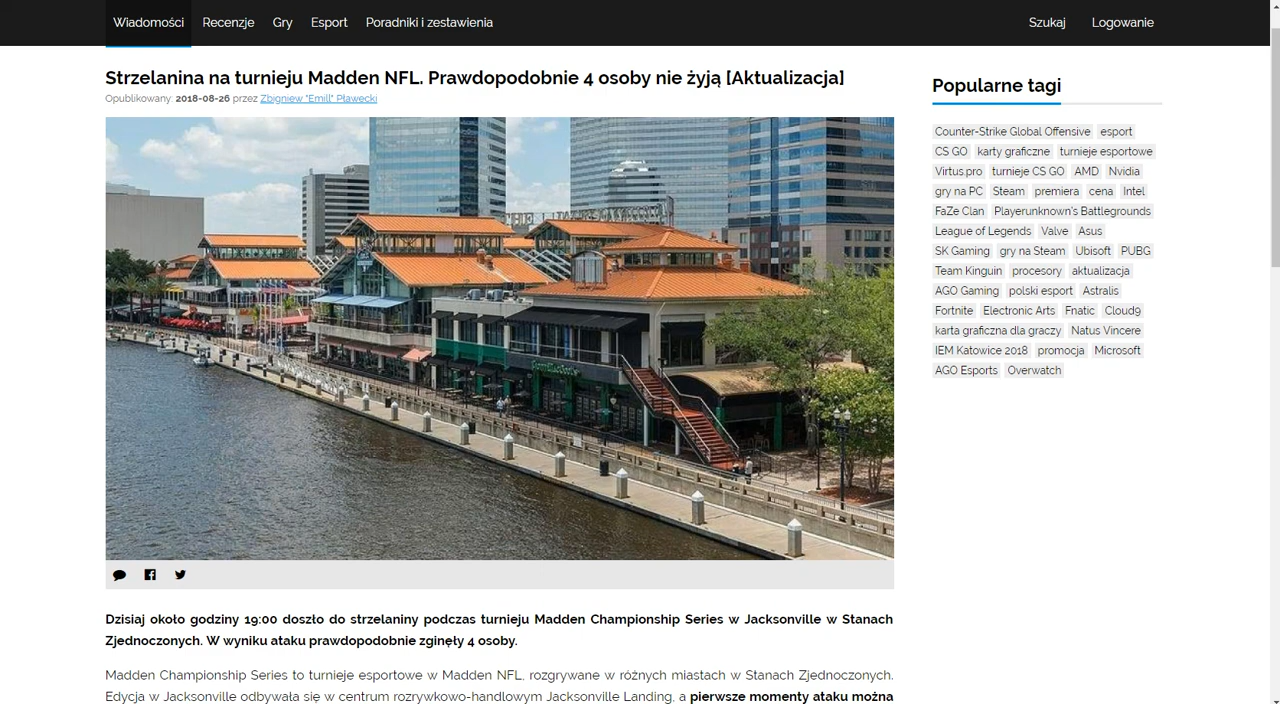 Wiadomości Recenzje Gry Esport Poradniki i zestawienia Szukaj Logowanie
Strzelanina na turnieju Madden NFL. Prawdopodobnie 4 osoby nie żyją [Aktualizacja]
Opublikowany: 2018-08-26 przez Zbigniew "Emill" Pławecki
Dzisiaj około godziny 19:00 doszło do strzelaniny podczas turnieju Madden Championship Series w Jacksonville w Stanach
Zjednoczonych. W wyniku ataku prawdopodobnie zginęły 4 osoby.
Madden Championship Series to turnieje esportowe w Madden NFL, rozgrywane w różnych miastach w Stanach Zjednoczonych.
Edycja w Jacksonville odbywała się w centrum rozrywkowo-handlowym Jacksonville Landing, a pierwsze momenty ataku można
Popularne tagi
Counter-Strike Global Offensive esport
CS GO karty graficzne turnieje esportowe
Virtus.pro turnieje CS GO AMD Nvidia
gry na PC Steam premiera cena Intel
FaZe Clan Playerunknown's Battlegrounds
League of Legends Valve Asus
SK Gaming gry na Steam Ubisoft PUBG
Team Kinguin procesory aktualizacja
AGO Gaming polski esport Astralis
Fortnite Electronic Arts Fnatic Cloud9
karta graficzna dla graczy Natus Vincere
IEM Katowice 2018 promocja Microsoft
AGO Esports Overwatch